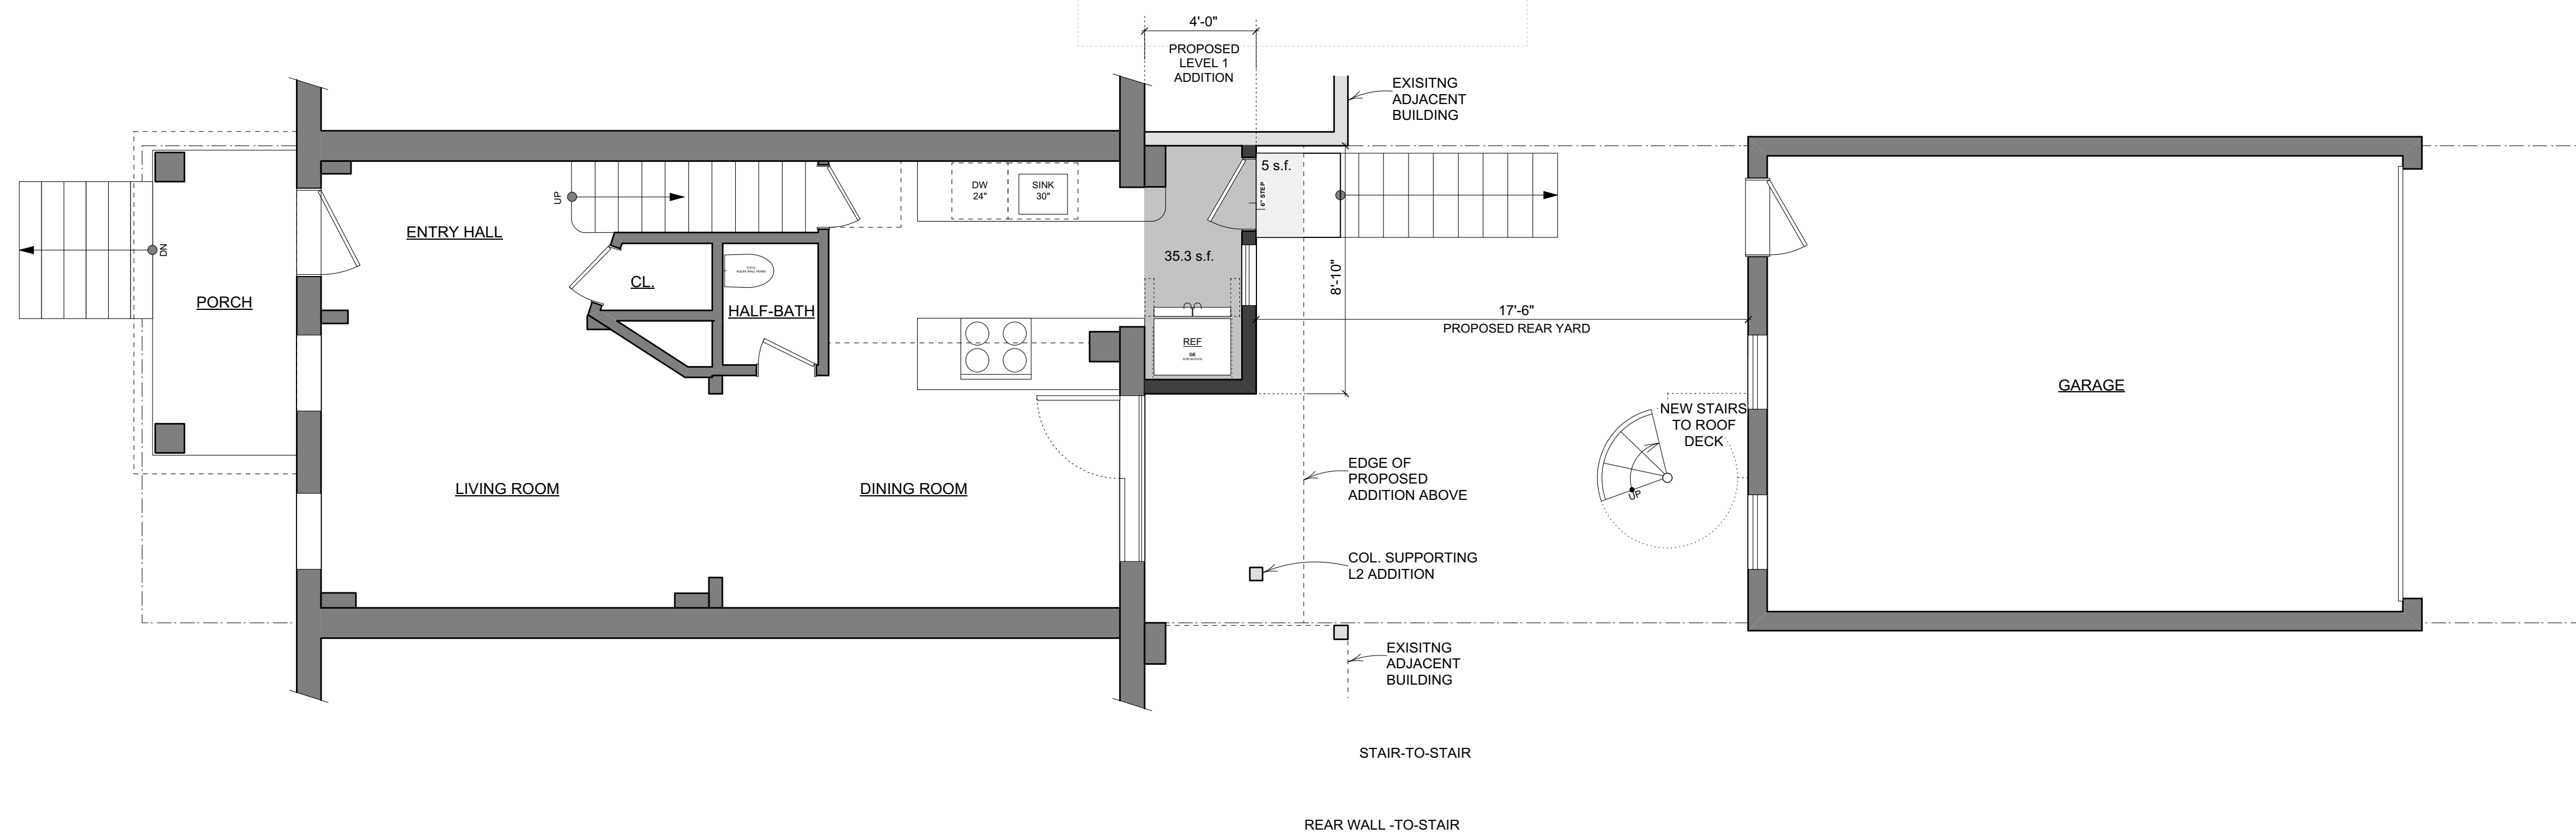 4'-0"
PROPOSED
LEVEL 1
ADDITION
EXISITNG
ADJACENT
BUILDING
5 s.f.
6" STEP
DW
24"
SINK
30"
UP
ENTRY HALL
DN
35.3 s.f.
CL.
8'-10"
PORCH
HALF-BATH
17'-6"
PROPOSED REAR YARD
REF
GE
GARAGE
NEW STAIRS
TO ROOF
DECK
EDGE OF
PROPOSED
ADDITION ABOVE
LIVING ROOM
DINING ROOM
UP
COL. SUPPORTING
L2 ADDITION
EXISITNG
ADJACENT
BUILDING
STAIR-TO-STAIR
REAR WALL -TO-STAIR